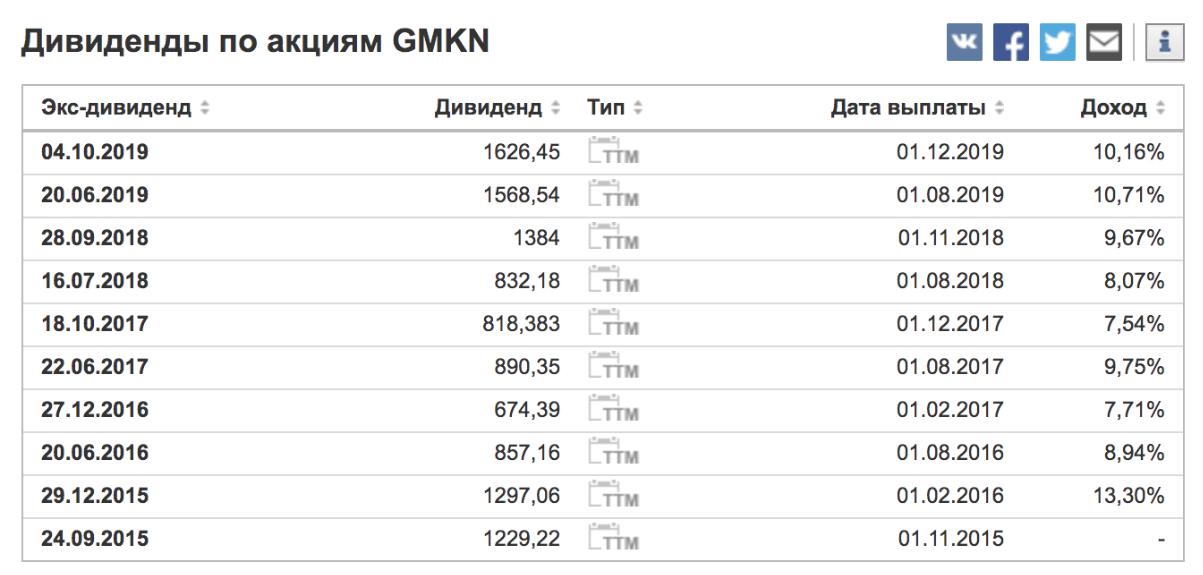 Дивиденды по акциям GMKN
Экс-дивиденд Дивиденд Тип Дата выплаты Доход
04.10.2019 1626,45 TTM 01.12.2019 10,16%
20.06.2019 1568,54 TTM 01.08.2019 10,71%
28.09.2018 1384 TTM 01.11.2018 9,67%
16.07.2018 832,18 TTM 01.08.2018 8,07%
18.10.2017 818,383 TTM 01.12.2017 7,54%
22.06.2017 890,35 TTM 01.08.2017 9,75%
27.12.2016 674,39 TTM 01.02.2017 7,71%
20.06.2016 857,16 TTM 01.08.2016 8,94%
29.12.2015 1297,06 TTM 01.02.2016 13,30%
24.09.2015 1229,22 TTM 01.11.2015 -